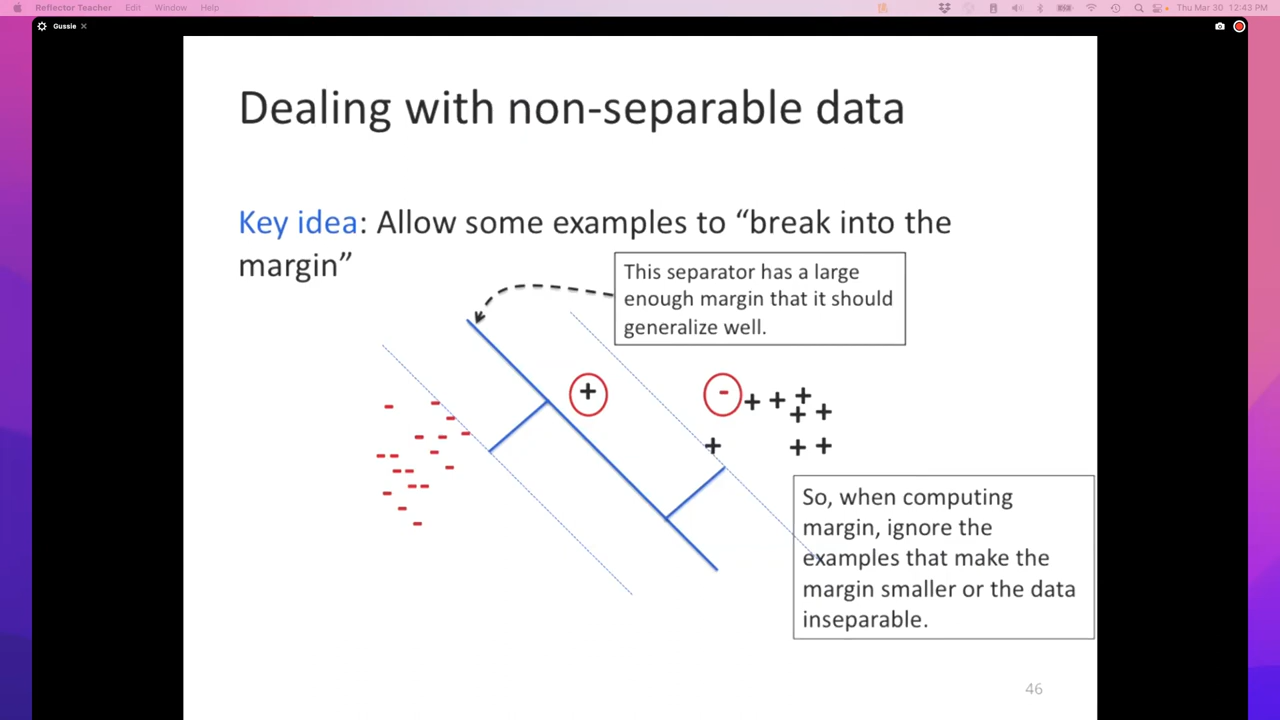 Reflector Teacher Edit Window Help Thu Mar 30 12:43 PM
Gussie
Dealing with non-separable data
Key idea: Allow some examples to “break into the
margin”
This separator has a large
enough margin that it should
generalize well.
So, when computing
margin, ignore the
examples that make the
margin smaller or the data
inseparable.
46